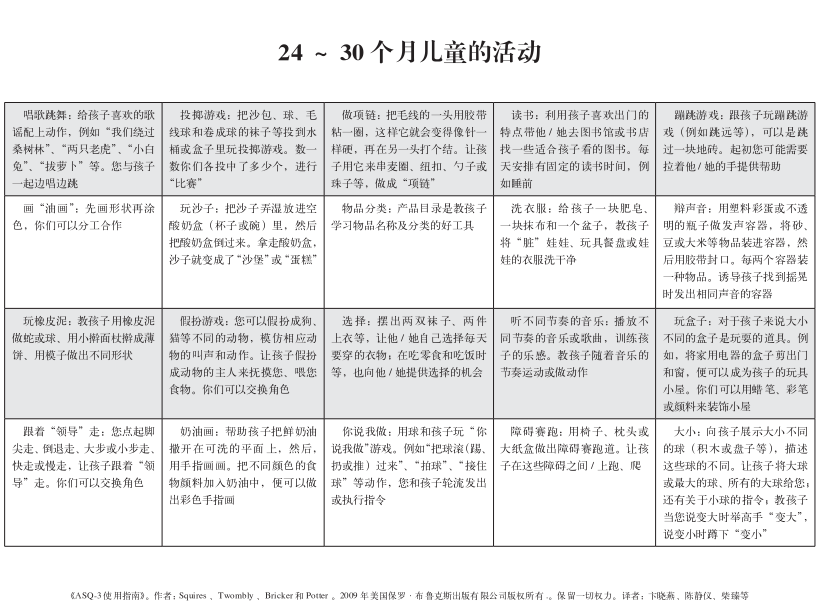 24 ~ 30 个月儿童的活动
唱歌跳舞：给孩子喜欢的歌
谣配上动作，例如“我们绕过
桑树林”、“两只老虎”、“小白
兔”、“拔萝卜”等。您与孩子
一起边唱边跳
投掷游戏：把沙包、球、毛
线球和卷成球的袜子等投到水
桶或盒子里玩投掷游戏。数一
数你们各投中了多少个，进行
“比赛”
做项链：把毛线的一头用胶带
粘一圈，这样它就会变得像针一
样硬，再在另一头打个结。让孩
子用它来串麦圈、纽扣、勺子或
珠子等，做成“项链”
读书：利用孩子喜欢出门的
特点带他 / 她去图书馆或书店
找一些适合孩子看的图书。每
天安排有固定的读书时间，例
如睡前
蹦跳游戏：跟孩子玩蹦跳游
戏（例如跳远等），可以是跳
过一块地砖。起初您可能需要
拉着他 / 她的手提供帮助
画“油画”：先画形状再涂
色，你们可以分工合作
玩沙子：把沙子弄湿放进空
酸奶盒（杯子或碗）里，然后
把酸奶盒倒过来。拿走酸奶盒，
沙子就变成了“沙堡”或“蛋糕”
物品分类：产品目录是教孩子
学习物品名称及分类的好工具
洗衣服：给孩子一块肥皂、
一块抹布和一个盆子，教孩子
将“脏”娃娃、玩具餐盘或娃
娃的衣服洗干净
辩声音：用塑料彩蛋或不透
明的瓶子做发声容器，将砂、
豆或大米等物品装进容器，然
后用胶带封口。每两个容器装
一种物品。诱导孩子找到摇晃
时发出相同声音的容器
玩橡皮泥：教孩子用橡皮泥
做蛇或球、用小擀面杖擀成薄
饼、用模子做出不同形状
假扮游戏：您可以假扮成狗、
猫等不同的动物，模仿相应动
物的叫声和动作。让孩子假扮
成动物的主人来抚摸您、喂您
食物。你们可以交换角色
选择：摆出两双袜子、两件
上衣等，让他 / 她自己选择每天
要穿的衣物；在吃零食和吃饭时
等，也向他 / 她提供选择的机会
听不同节奏的音乐：播放不
同节奏的音乐或歌曲，训练孩
子的乐感。教孩子随着音乐的
节奏运动或做动作
玩盒子：对于孩子来说大小
不同的盒子是玩耍的道具。例
如，将家用电器的盒子剪出门
和窗，便可以成为孩子的玩具
小屋。你们可以用蜡笔、彩笔
或颜料来装饰小屋
跟着“领导”走：您点起脚
尖走、倒退走、大步或小步走、
快走或慢走，让孩子跟着“领
导”走。你们可以交换角色
奶油画：帮助孩子把鲜奶油
撒开在可洗的平面上，然后，
用手指画画。把不同颜色的食
物颜料加入奶油中，便可以做
出彩色手指画
你说我做：用球和孩子玩“你
说我做”游戏。例如“把球滚（踢、
扔或推）过来”、“拍球”、“接住
球”等动作，您和孩子轮流发出
或执行指令
障碍赛跑：用椅子、枕头或
大纸盒做出障碍赛跑道。让孩
子在这些障碍之间 / 上跑、爬
大小：向孩子展示大小不同
的球（积木或盘子等），描述
这些球的不同。让孩子将大球
或最大的球、所有的大球给您；
还有关于小球的指令；教孩子
当您说变大时举高手“变大”，
说变小时蹲下“变小”
《ASQ-3使用指南》。作者：Squires 、Twombly 、Bricker 和 Potter 。2009 年美国保罗 · 布鲁克斯出版有限公司版权所有 。保留一切权力。译者：卞晓燕、陈静仪、柴臻等